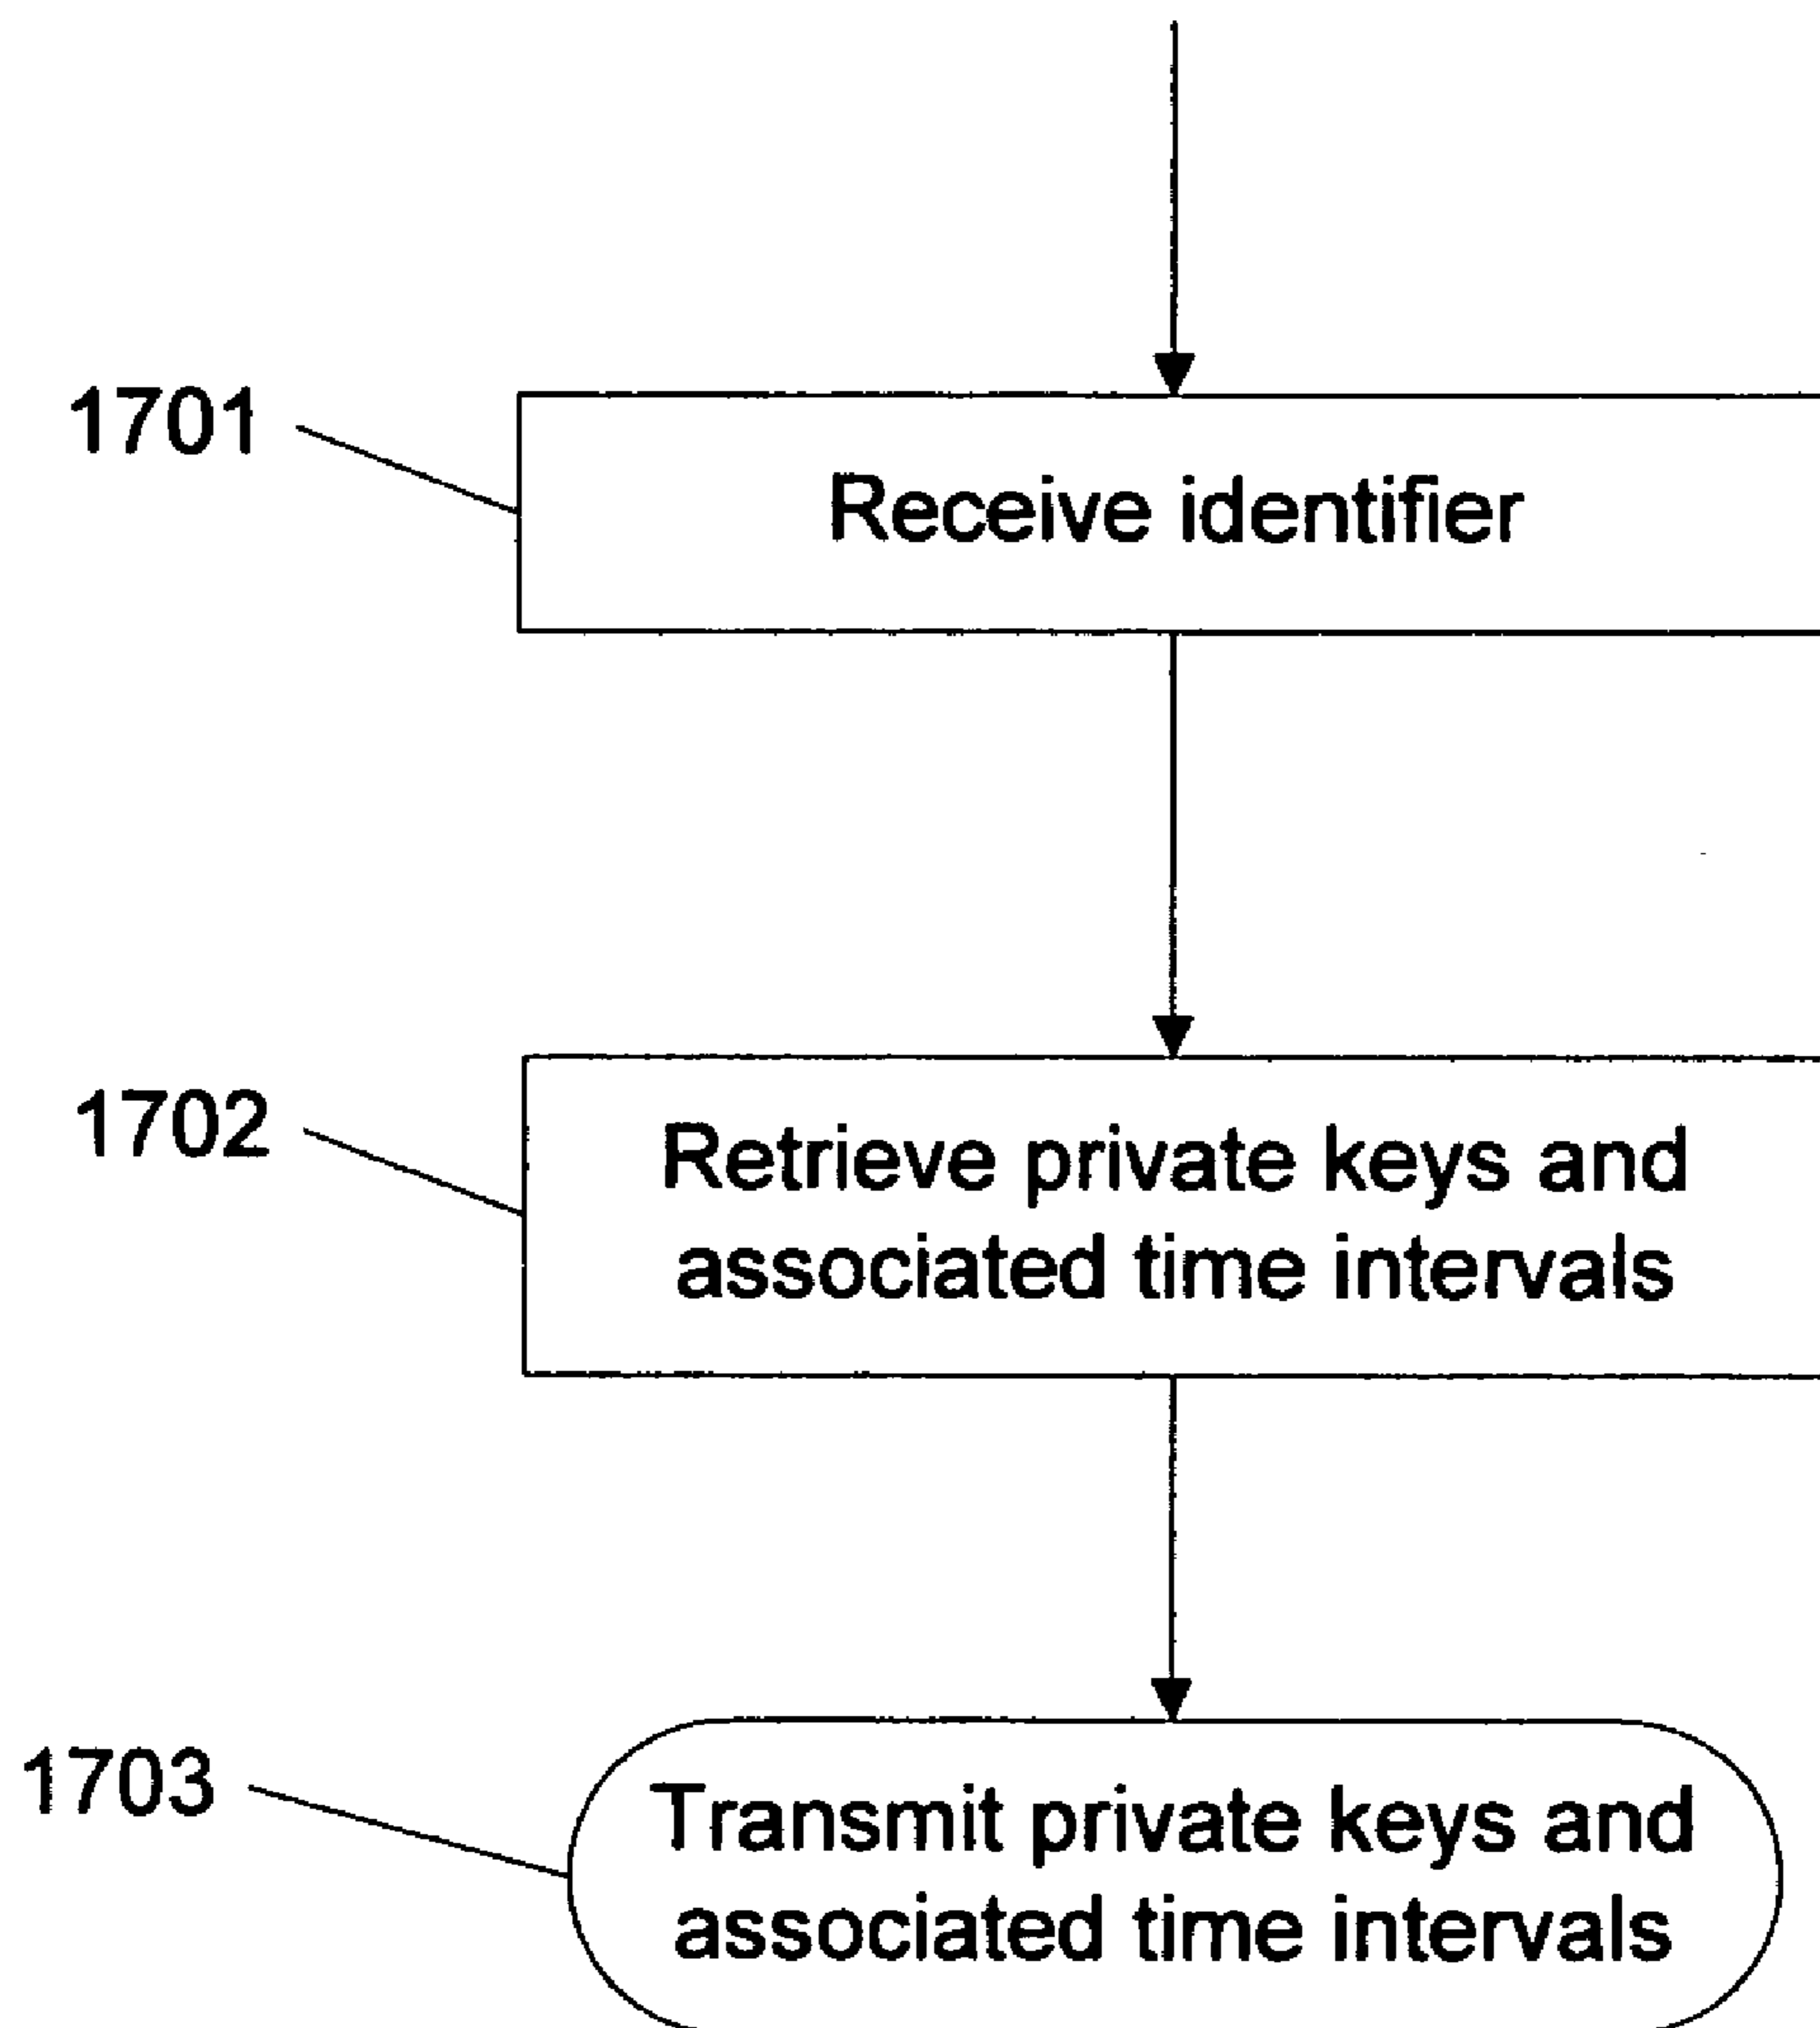 1701
Receive identifier
1702
Retrieve private keys and
associated time intervals
1703
Transmit private keys and
associated time intervals